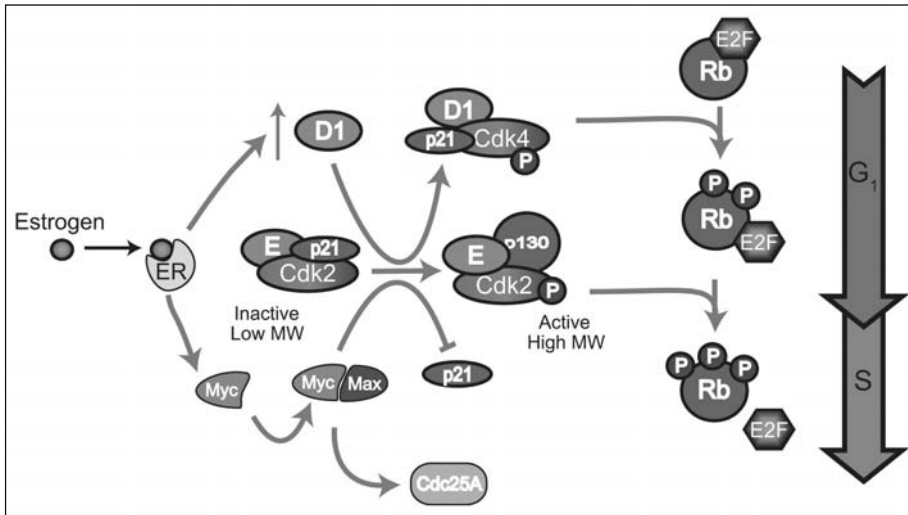 E2F
Rb
D1
D1
p21
Cdk4
P
G1
P
P
Rb
E2F
Estrogen
ER
E
p21
Cdk2
E
p130
Cdk2
P
Inactive
Low MW
Active
High MW
Myc
Myc
Max
p21
P
P
P
Rb
S
E2F
Cdc25A